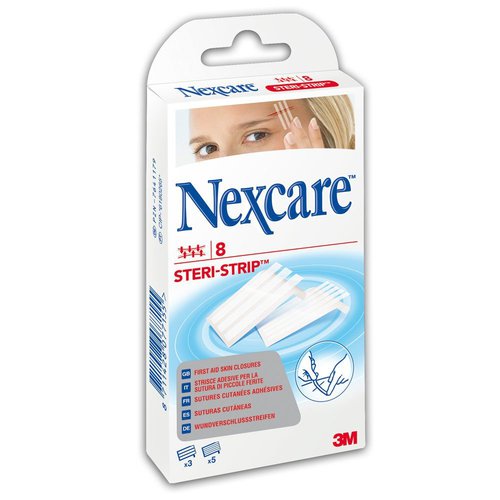 Nexcare
8
STERI-STRIP™
Nexcare™
8
STERI-STRIP™
GB FIRST AID SKIN CLOSURES
IT STRISCE ADESIVE PER LA
SUTURA DI PICCOLE FERITE
FR SUTURES CUTANÉES ADHÉSIVES
ES SUTURAS CUTANEAS
DE WUNDVERSCHLUSSSTREIFEN
x3 x5
3M